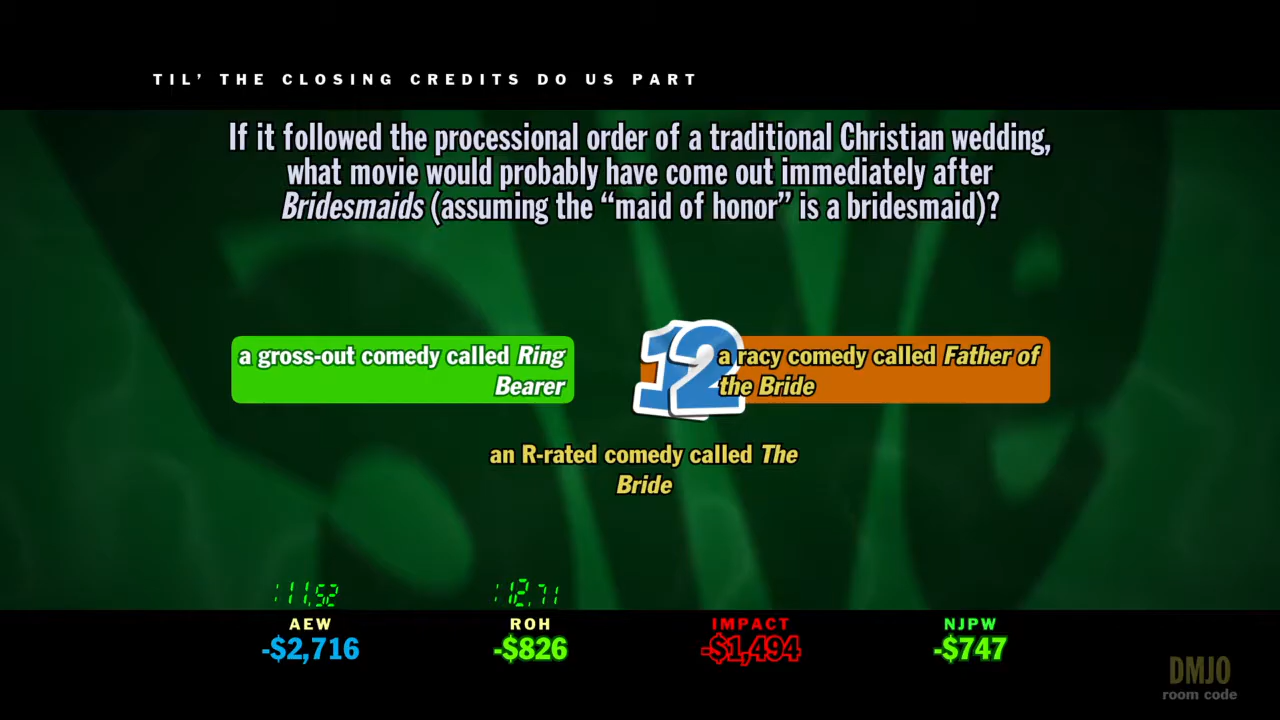 TIL' THE CLOSING CREDITS DO US PART
If it followed the processional order of a traditional Christian wedding,
what movie would probably have come out immediately after
Bridesmaids (assuming the “maid of honor” is a bridesmaid)?
a gross-out comedy called Ring
Bearer
12
a racy comedy called Father of
the Bride
an R-rated comedy called The
Bride
11.52
12.71
AEW
-$2,716
ROH
-$826
IMPACT
-$1,494
NJPW
-$747
DMJO
room code